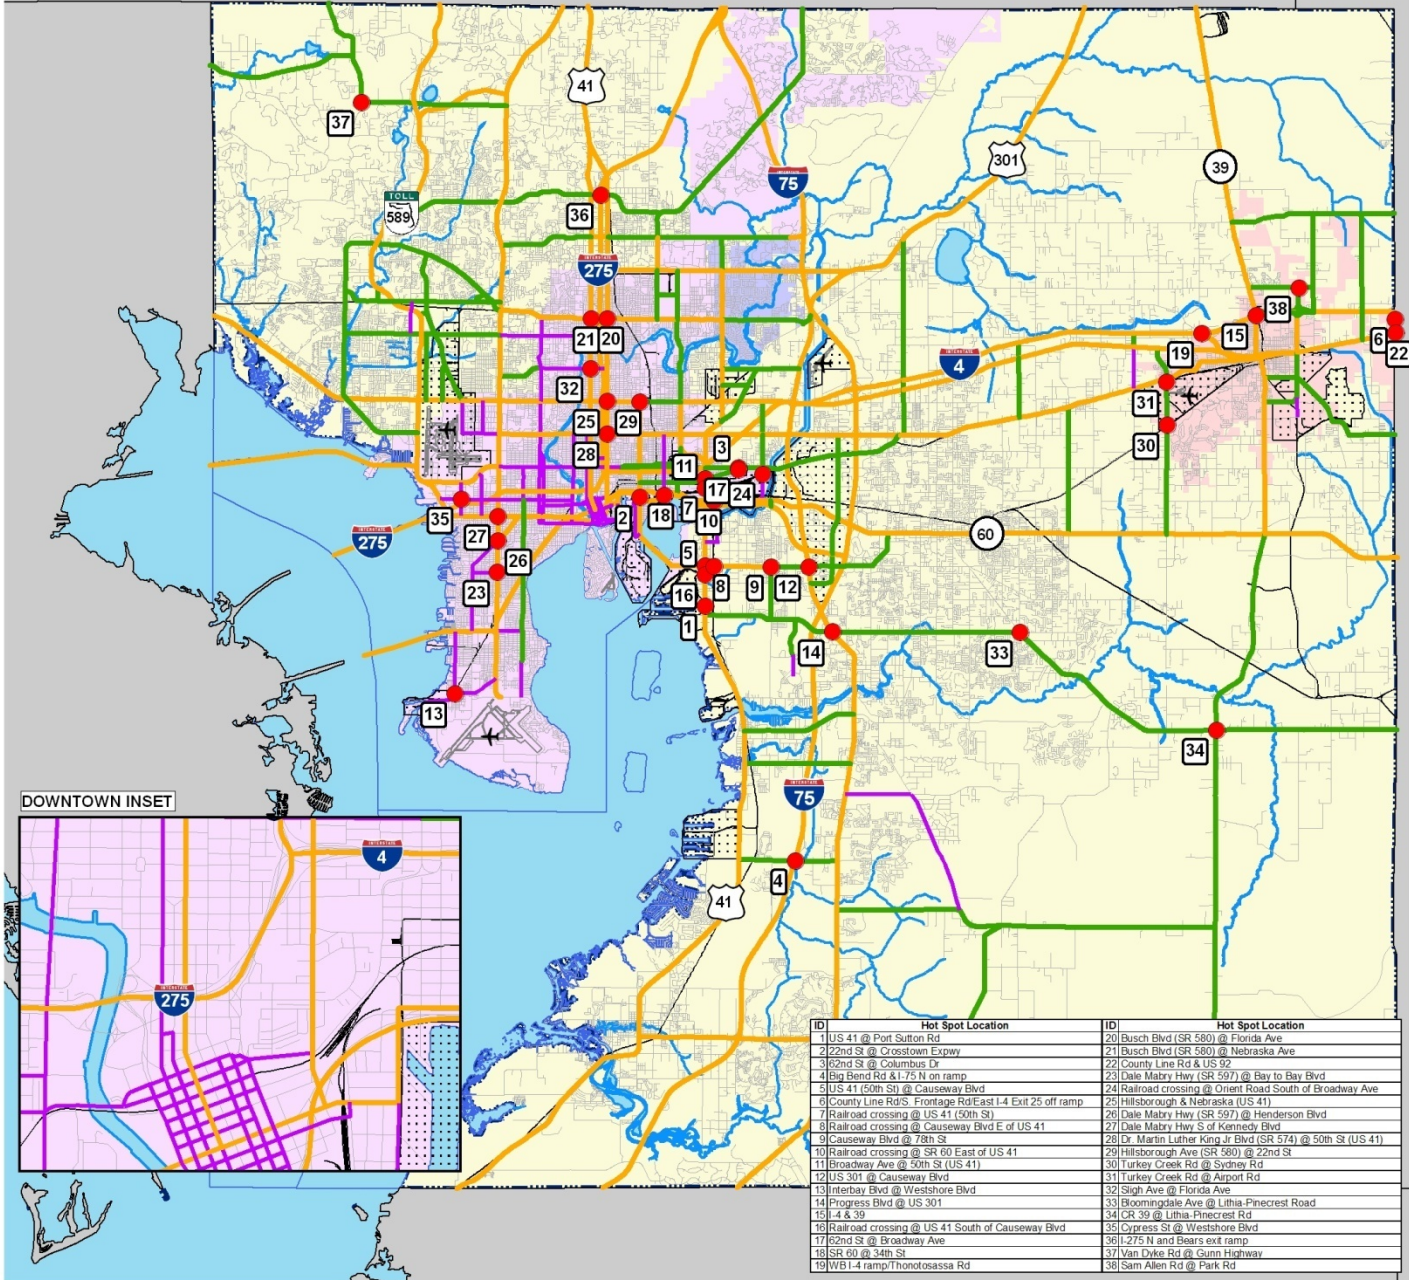 41
37
301
39
75
TOLL
589
36
INTERSTATE
275
38
21
20
15
6
INTERSTATE
4
19
22
32
31
25
29
30
3
28
11
17
24
35
2
18
7
10
INTERSTATE
275
27
60
26
5
23
16
8
9
12
1
14
33
13
34
DOWNTOWN INSET
75
INTERSTATE
4
4
41
INTERSTATE
275
ID Hot Spot Location ID Hot Spot Location
1 US 41 @ Port Sutton Rd 20 Busch Blvd (SR 580) @ Florida Ave
2 22nd St @ Crosstown Expwy 21 Busch Blvd (SR 580) @ Nebraska Ave
3 62nd St @ Columbus Dr 22 County Line Rd & US 92
4 Big Bend Rd & I-75 N on ramp 23 Dale Mabry Hwy (SR 597) @ Bay to Bay Blvd
5 US 41 (50th St) @ Causeway Blvd 24 Railroad crossing @ Orient Road South of Broadway Ave
6 County Line Rd/S. Frontage Rd/East I-4 Exit 25 off ramp 25 Hillsborough & Nebraska (US 41)
7 Railroad crossing @ US 41 (50th St) 26 Dale Mabry Hwy (SR 597) @ Henderson Blvd
8 Railroad crossing @ Causeway Blvd E of US 41 27 Dale Mabry Hwy S of Kennedy Blvd
9 Causeway Blvd @ 78th St 28 Dr. Martin Luther King Jr Blvd (SR 574) @ 50th St (US 41)
10 Railroad crossing @ SR 60 East of US 41 29 Hillsborough Ave (SR 580) @ 22nd St
11 Broadway Ave @ 50th St (US 41) 30 Turkey Creek Rd @ Sydney Rd
12 US 301 @ Causeway Blvd 31 Turkey Creek Rd @ Airport Rd
13 Interbay Blvd @ Westshore Blvd 32 Sligh Ave @ Florida Ave
14 Progress Blvd @ US 301 33 Bloomingdale Ave @ Lithia-Pinecrest Road
15 I-4 & 39 34 CR 39 @ Lithia-Pinecrest Rd
16 Railroad crossing @ US 41 South of Causeway Blvd 35 Cypress St @ Westshore Blvd
17 62nd St @ Broadway Ave 36 I-275 N and Bears exit ramp
18 SR 60 @ 34th St 37 Van Dyke Rd @ Gunn Highway
19 WB I-4 ramp/Thonotosassa Rd 38 Sam Allen Rd @ Park Rd